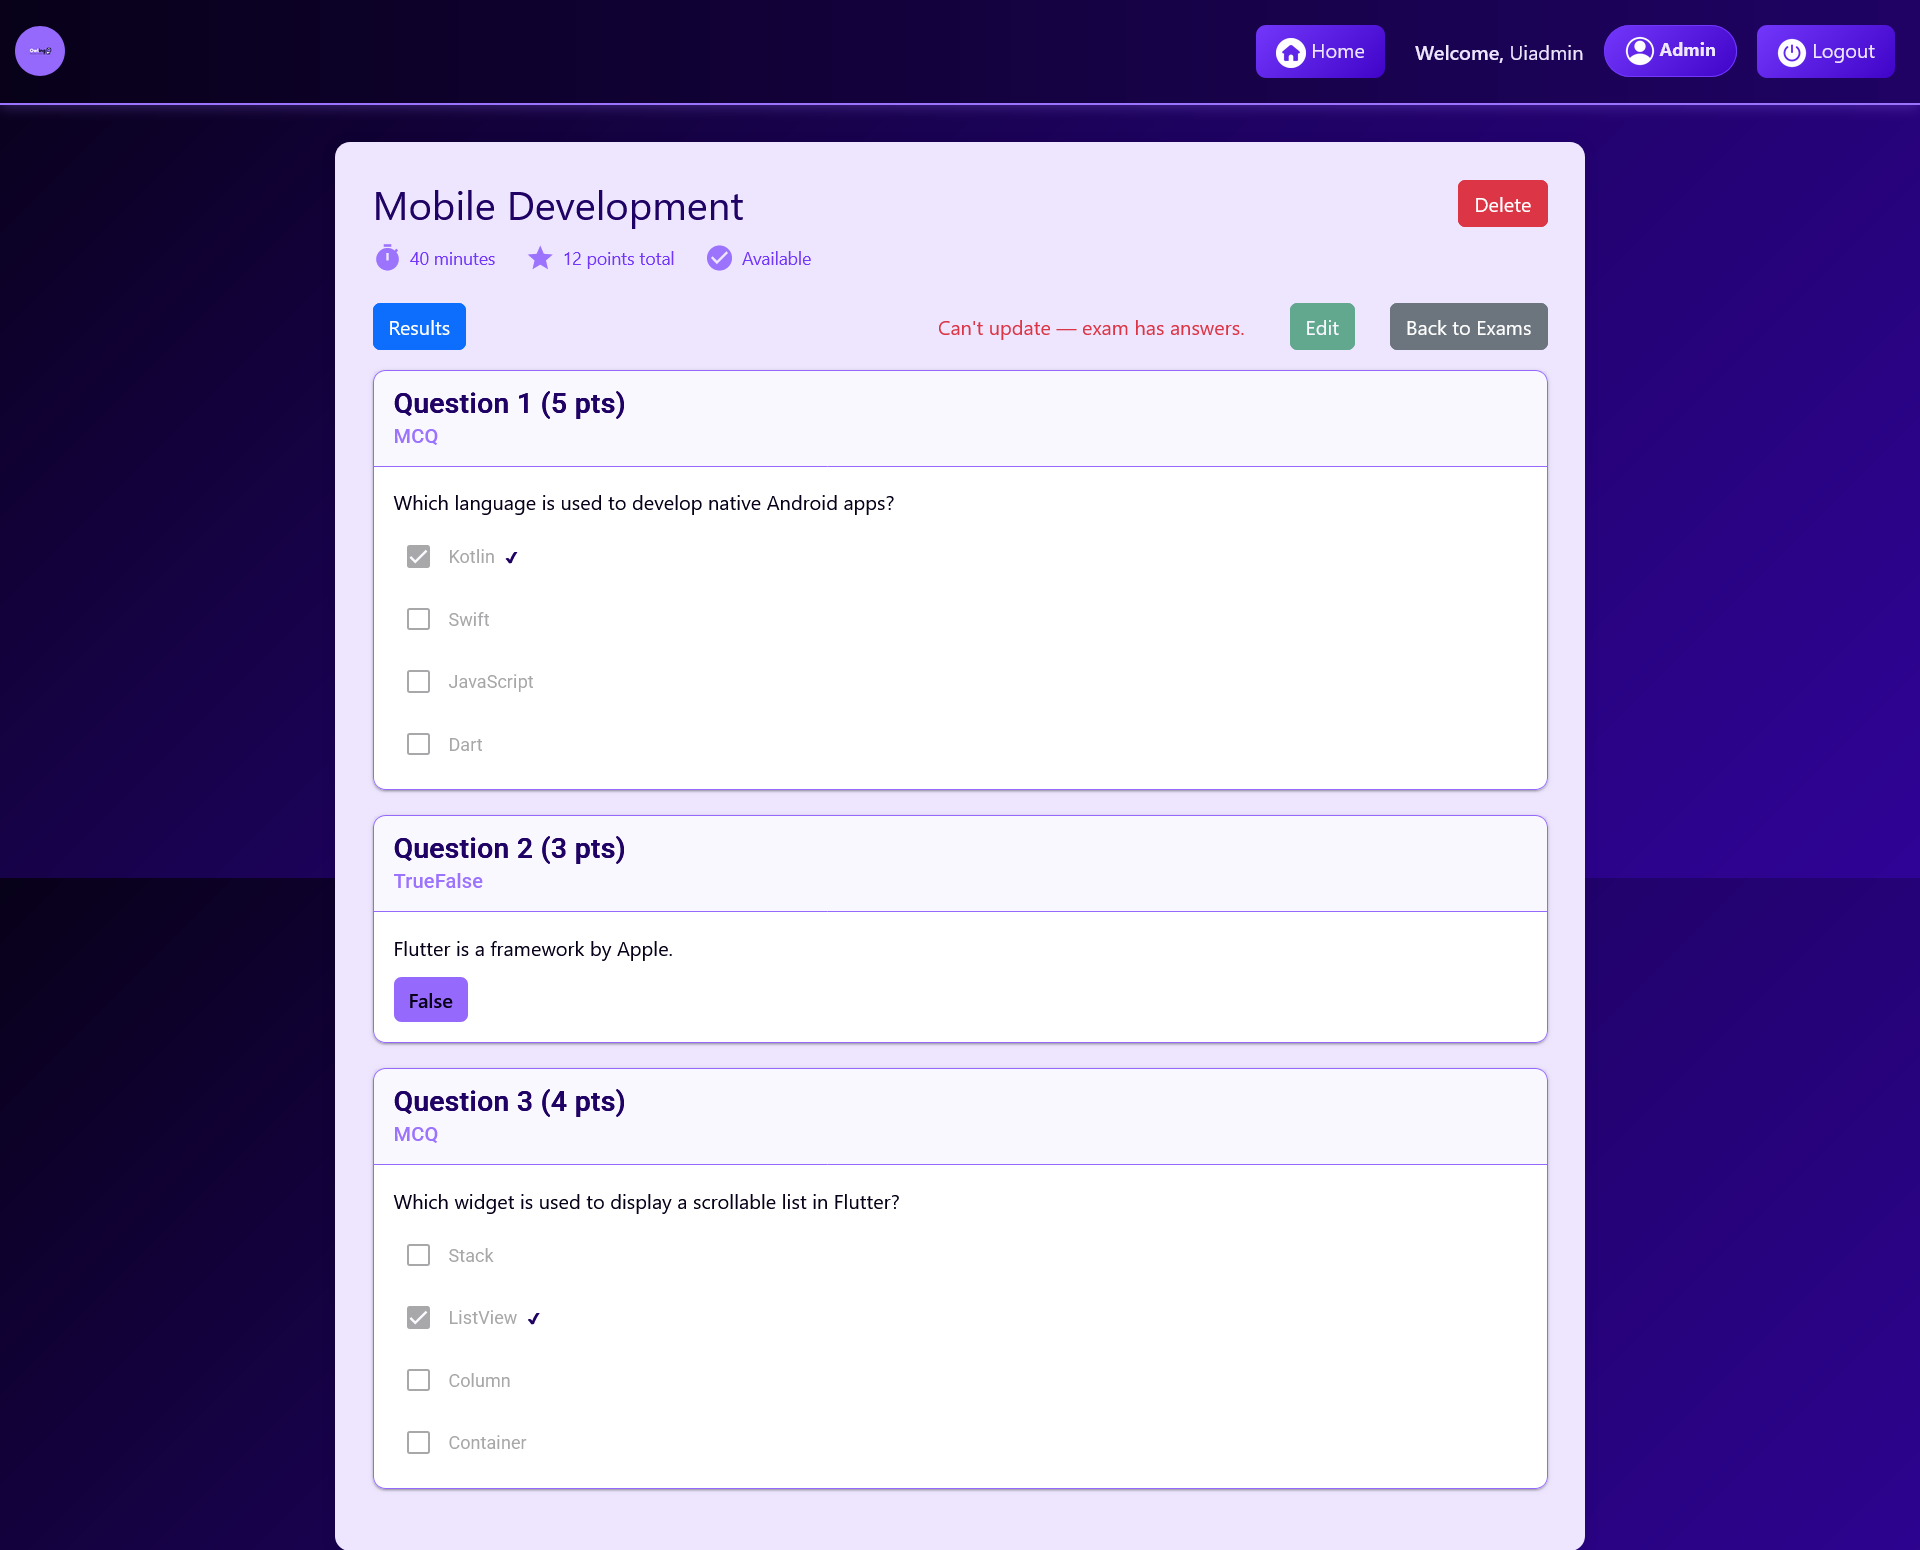 Home
Welcome, Uiadmin
Admin
Logout
Mobile Development
Delete
40 minutes
12 points total
Available
Results
Can't update — exam has answers.
Edit
Back to Exams
Question 1 (5 pts)
MCQ
Which language is used to develop native Android apps?
Kotlin ✔
Swift
JavaScript
Dart
Question 2 (3 pts)
TrueFalse
Flutter is a framework by Apple.
False
Question 3 (4 pts)
MCQ
Which widget is used to display a scrollable list in Flutter?
Stack
ListView ✔
Column
Container